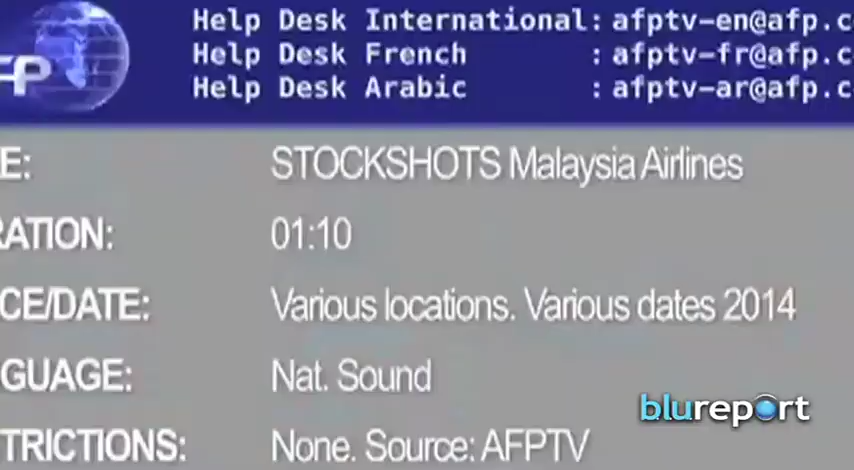 Help Desk International: afptv-en@afp.c
FP
Help Desk French : afptv-fr@afp.c
Help Desk Arabic : afptv-ar@afp.c
E: STOCKSHOTS Malaysia Airlines
RATION: 01:10
CE/DATE: Various locations. Various dates 2014
GUAGE: Nat. Sound
blureport
TRICTIONS: None. Source: AFPTV